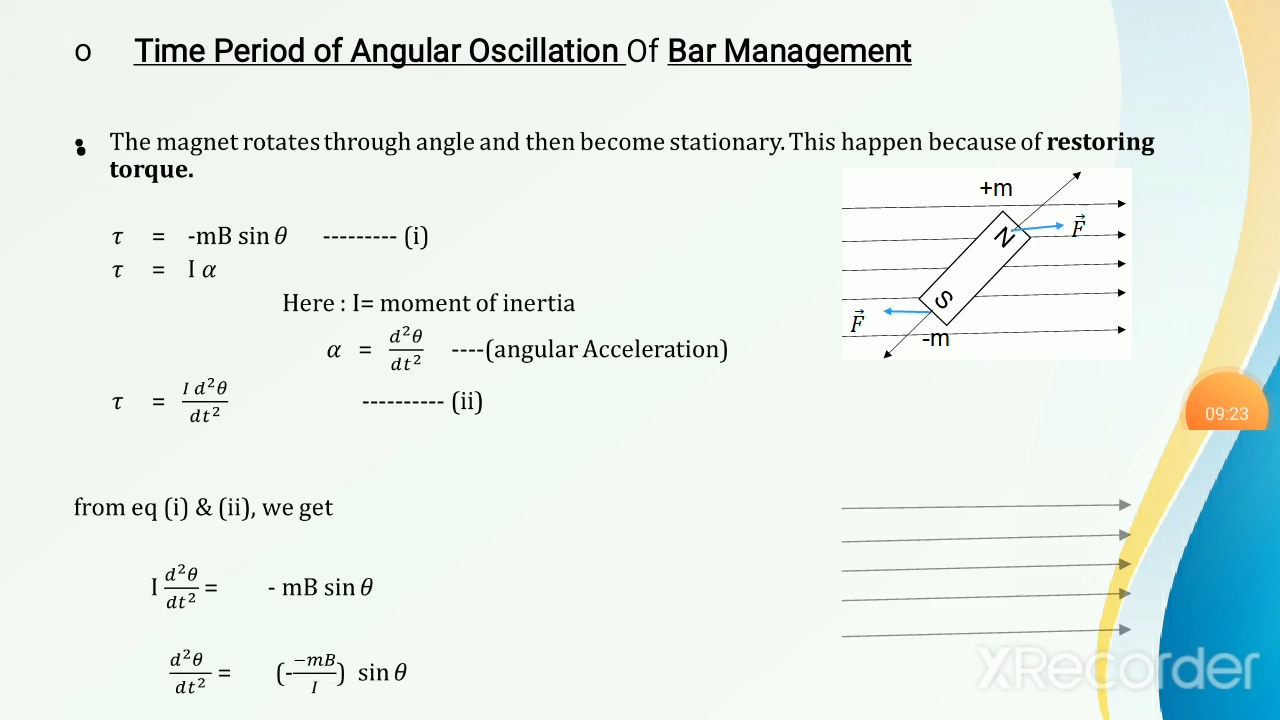 o Time Period of Angular Oscillation Of Bar Management
• The magnet rotates through angle and then become stationary. This happen because of restoring
torque.
τ = -mB sin θ --------- (i)
τ = I α
Here : I= moment of inertia
α = d²θ/dt² ----(angular Acceleration)
τ = I d²θ/dt² ---------- (ii)
from eq (i) & (ii), we get
I d²θ/dt² = - mB sin θ
d²θ/dt² = (-−mB/I) sin θ
+m
N
F⃗
S
F⃗
-m
09:23
XRecorder